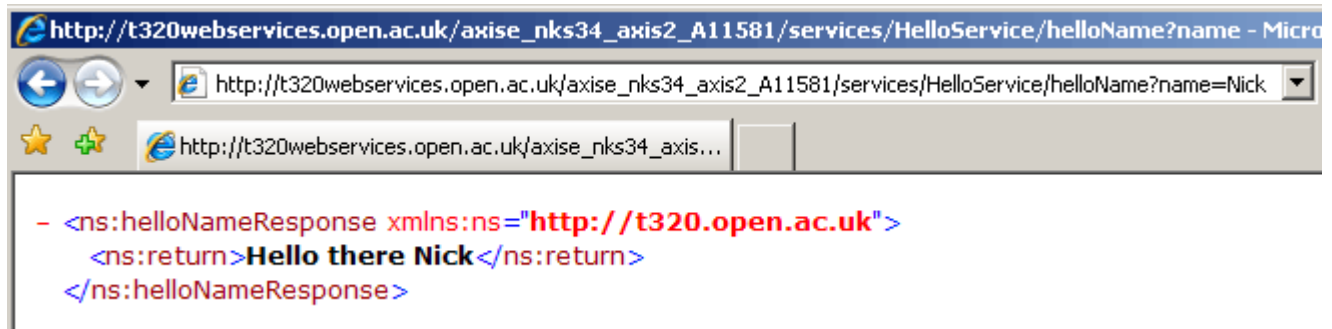 http://t320webservices.open.ac.uk/axise_nks34_axis2_A11581/services/HelloService/helloName?name - Micro
http://t320webservices.open.ac.uk/axise_nks34_axis2_A11581/services/HelloService/helloName?name=Nick
http://t320webservices.open.ac.uk/axise_nks34_axis...
- <ns:helloNameResponse xmlns:ns="http://t320.open.ac.uk">
<ns:return>Hello there Nick</ns:return>
</ns:helloNameResponse>